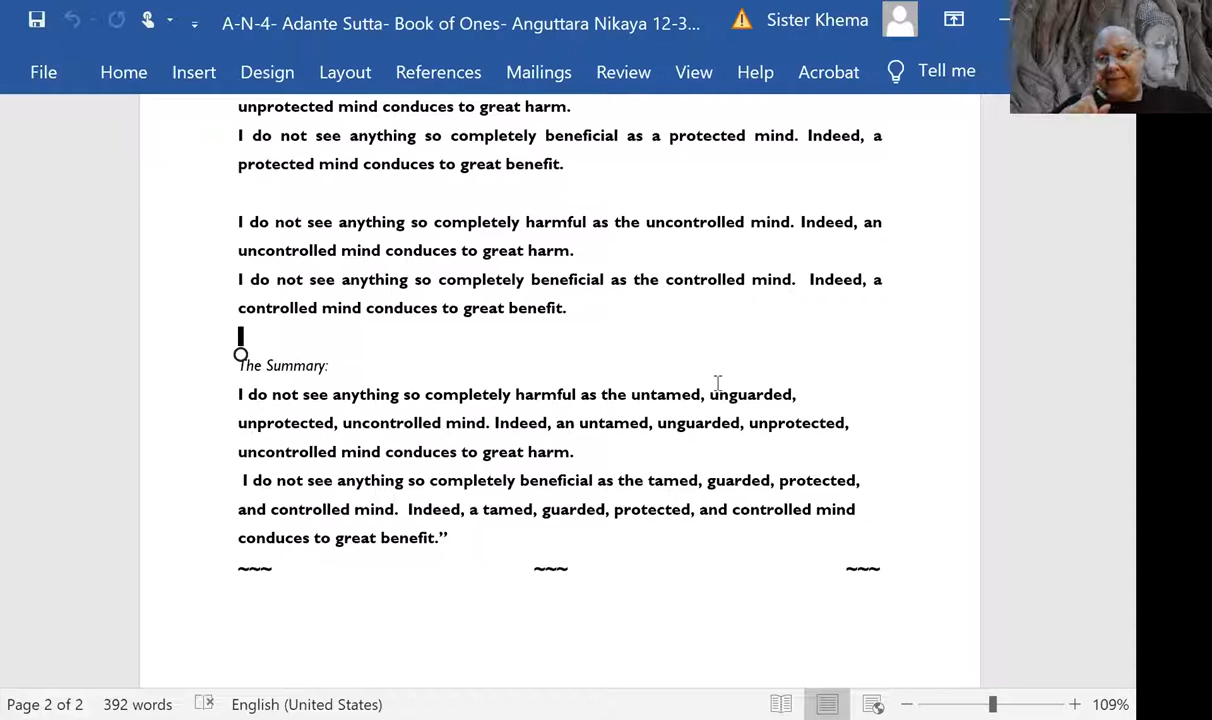 A-N-4- Adante Sutta- Book of Ones- Anguttara Nikaya 12-3...
Sister Khema
File Home Insert Design Layout References Mailings Review View Help Acrobat Tell me
unprotected mind conduces to great harm.
I do not see anything so completely beneficial as a protected mind. Indeed, a
protected mind conduces to great benefit.
I do not see anything so completely harmful as the uncontrolled mind. Indeed, an
uncontrolled mind conduces to great harm.
I do not see anything so completely beneficial as the controlled mind. Indeed, a
controlled mind conduces to great benefit.
The Summary:
I do not see anything so completely harmful as the untamed, unguarded,
unprotected, uncontrolled mind. Indeed, an untamed, unguarded, unprotected,
uncontrolled mind conduces to great harm.
I do not see anything so completely beneficial as the tamed, guarded, protected,
and controlled mind. Indeed, a tamed, guarded, protected, and controlled mind
conduces to great benefit.”
~~~ ~~~ ~~~
Page 2 of 2 392 words English (United States) 109%